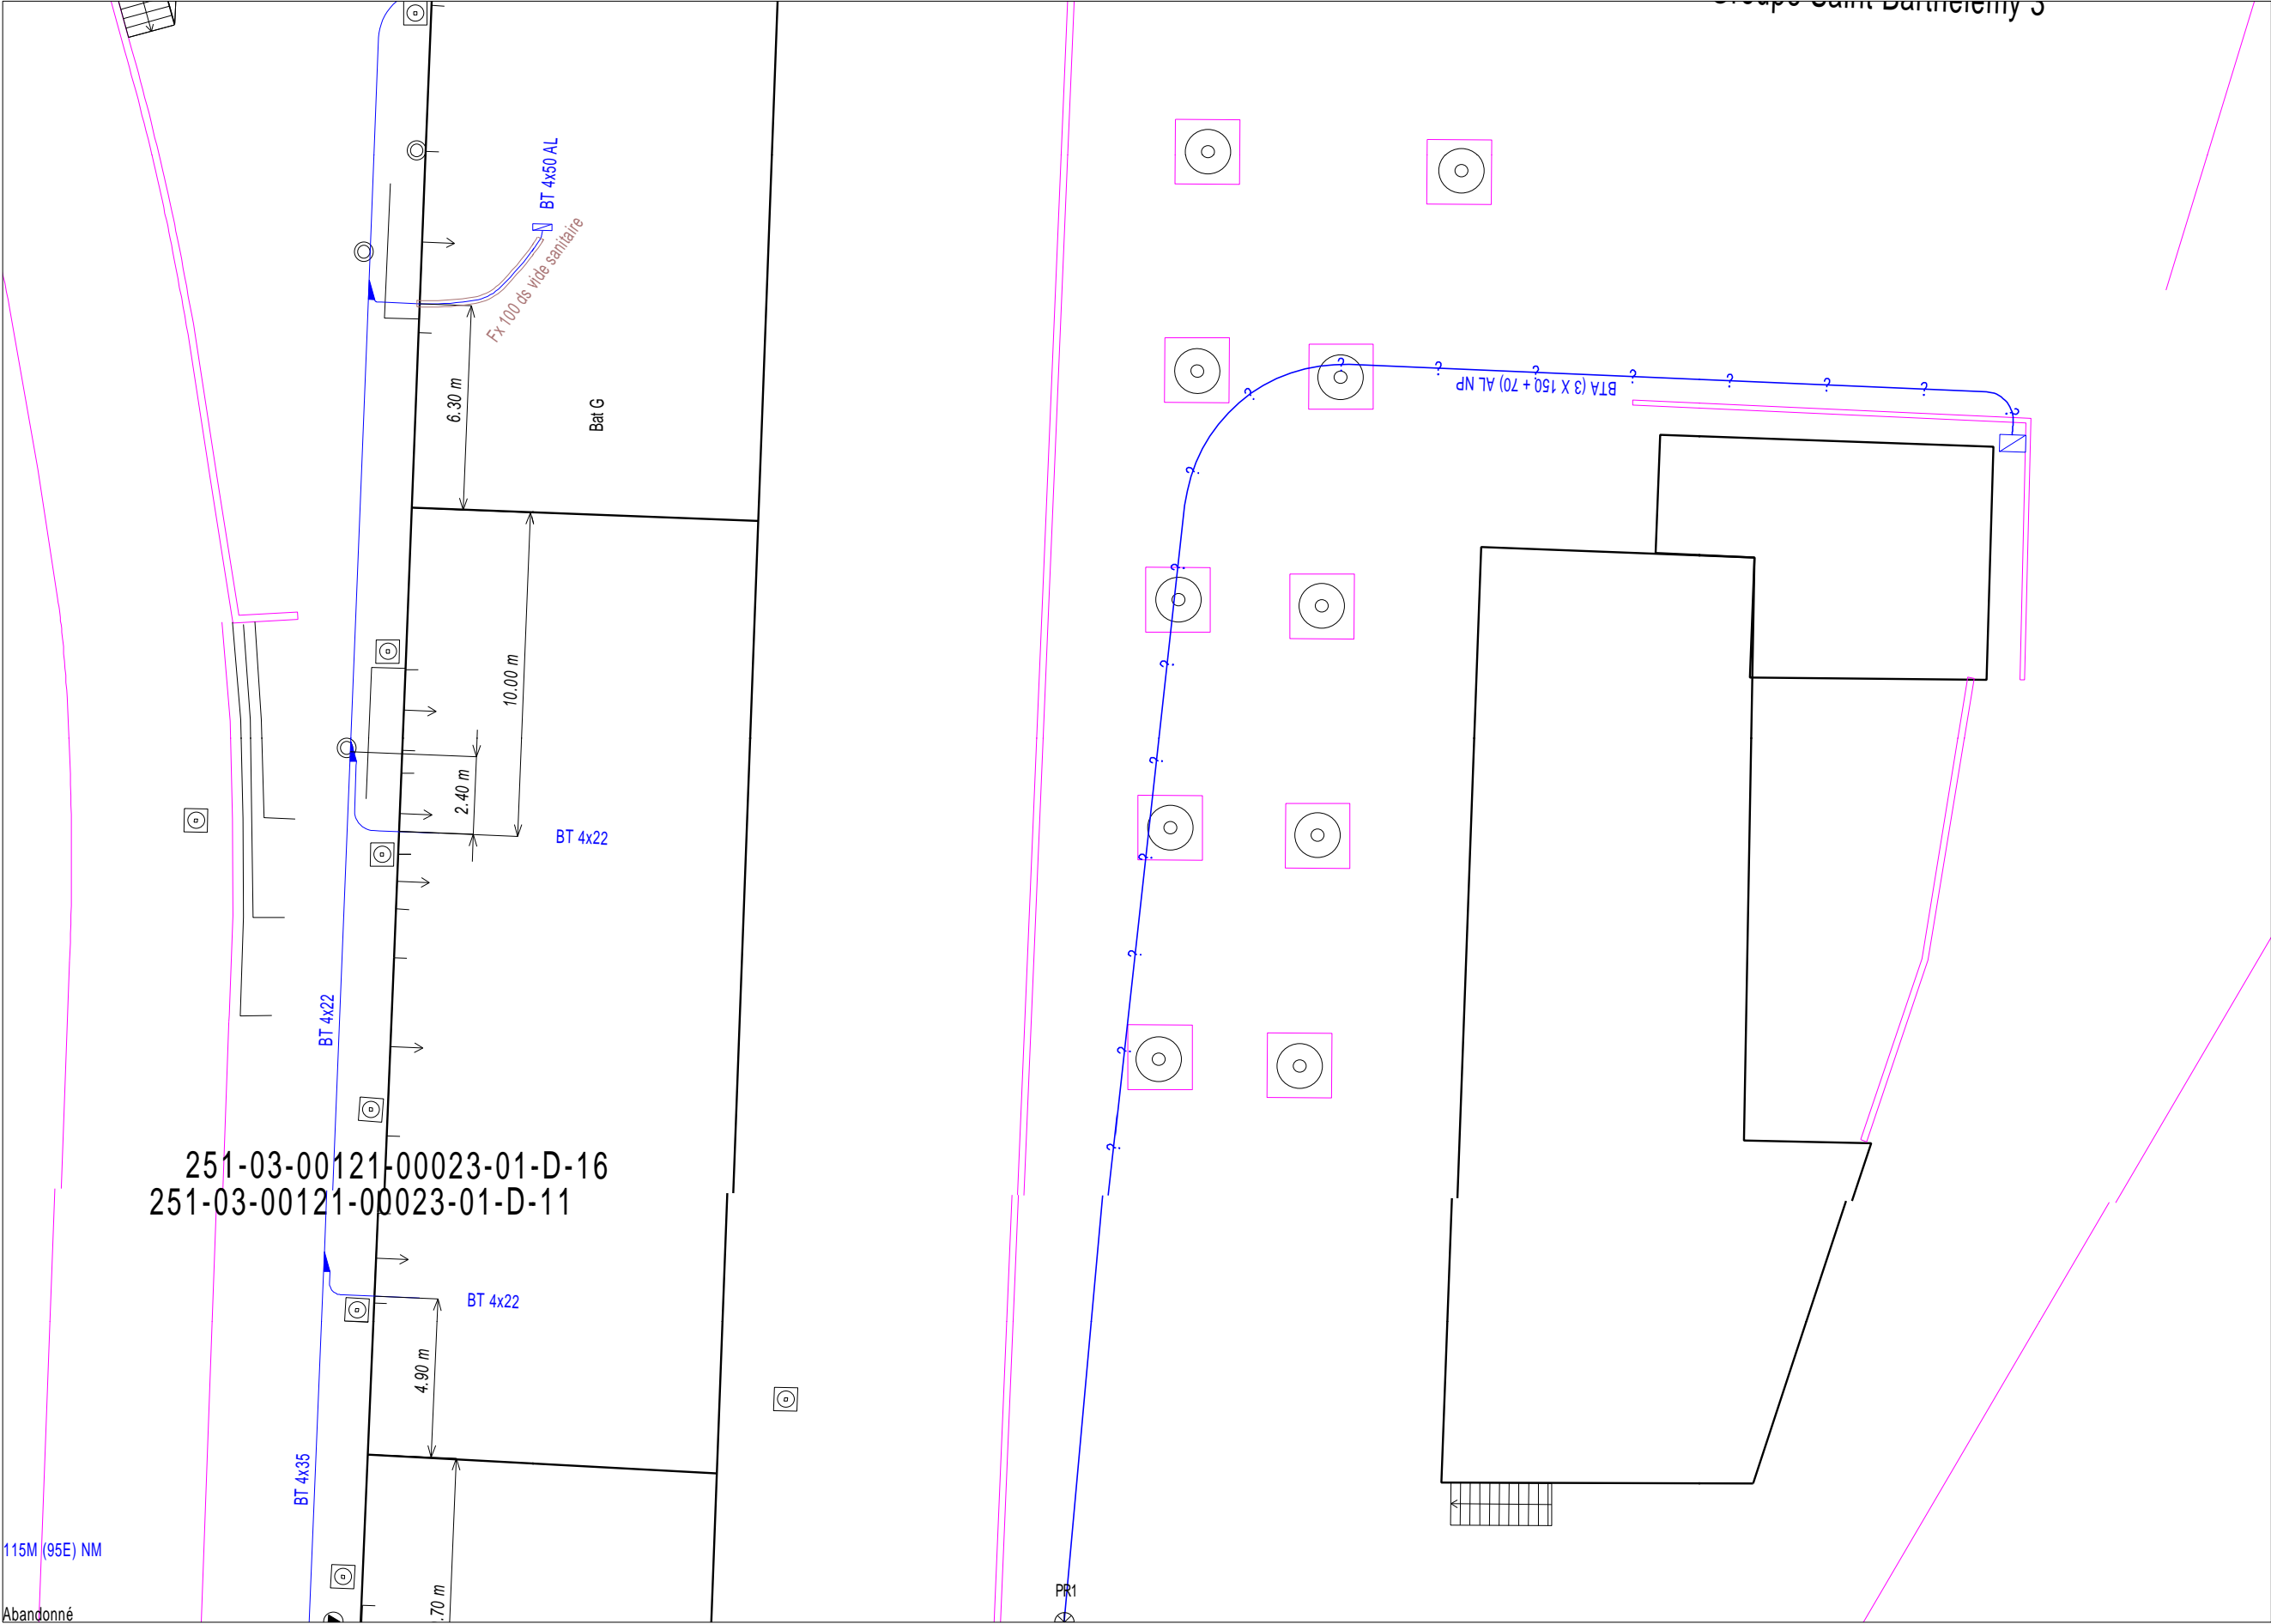 Groupe Saint Barthélémy 3
BT 4x50 AL
Fx 100 ds vide sanitaire
6.30 m
Bat G
BTA (3 X 150 + 70) AL NP
10.00 m
2.40 m
BT 4x22
BT 4x22
251-03-00121-00023-01-D-16
251-03-00121-00023-01-D-11
BT 4x22
4.90 m
BT 4x35
115M (95E) NM
.70 m
PR1
Abandonné